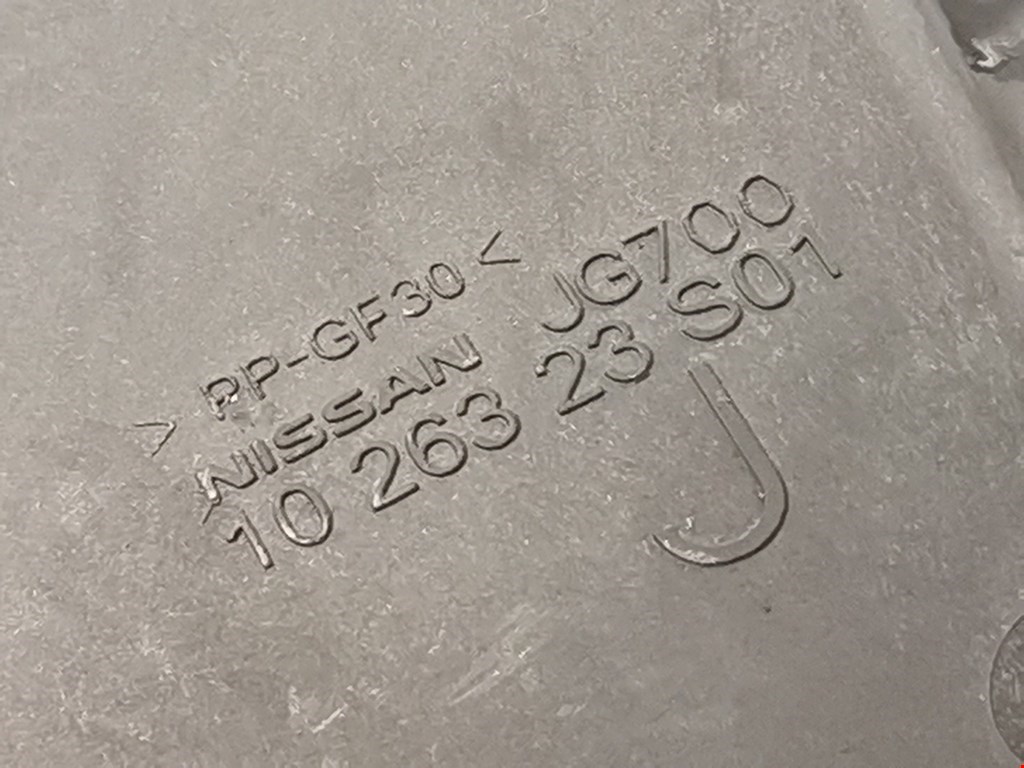 >PP-GF30<
NISSAN JG700
10 263 23 S01
J